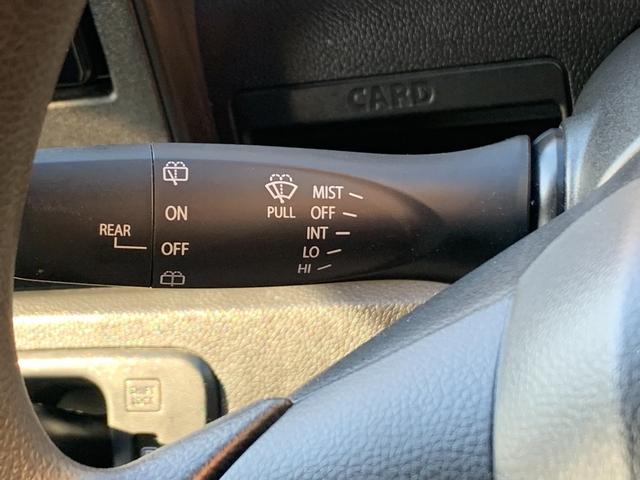 CARD
MIST
PULL OFF
ON
INT
REAR
OFF
LO
HI
SHIFT
LOCK